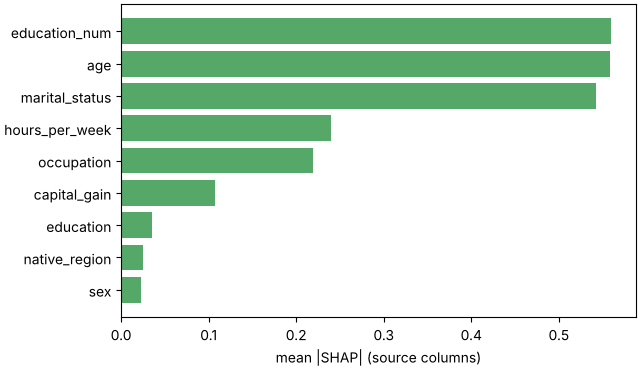 education_num
age
marital_status
hours_per_week
occupation
capital_gain
education
native_region
sex
0.0 0.1 0.2 0.3 0.4 0.5
mean |SHAP| (source columns)